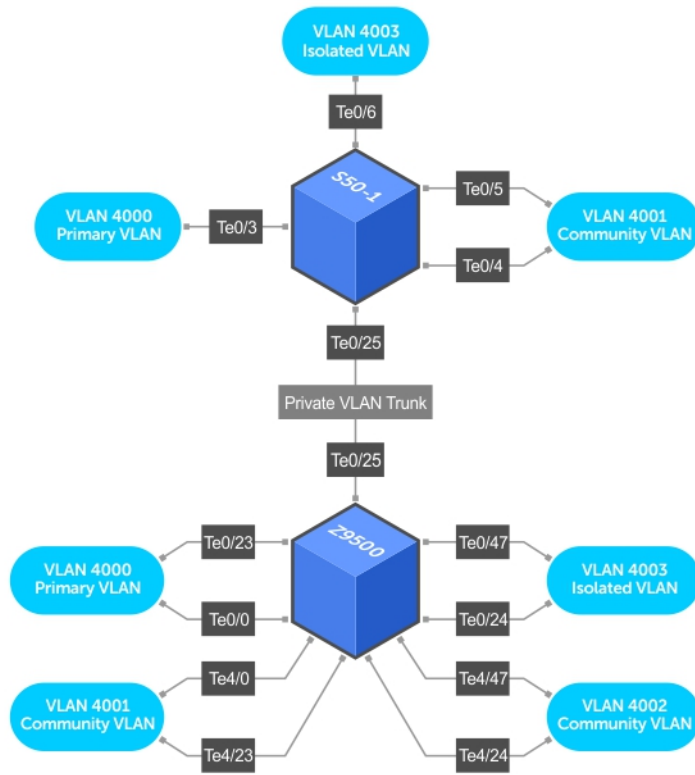 VLAN 4003
Isolated VLAN
Te0/6
S50-1
Te0/5
VLAN 4000
Primary VLAN
Te0/3
VLAN 4001
Community VLAN
Te0/4
Te0/25
Private VLAN Trunk
Te0/25
Z9500
Te0/23
Te0/47
VLAN 4000
Primary VLAN
VLAN 4003
Isolated VLAN
Te0/0
Te0/24
Te4/0
Te4/47
VLAN 4001
Community VLAN
VLAN 4002
Community VLAN
Te4/23
Te4/24